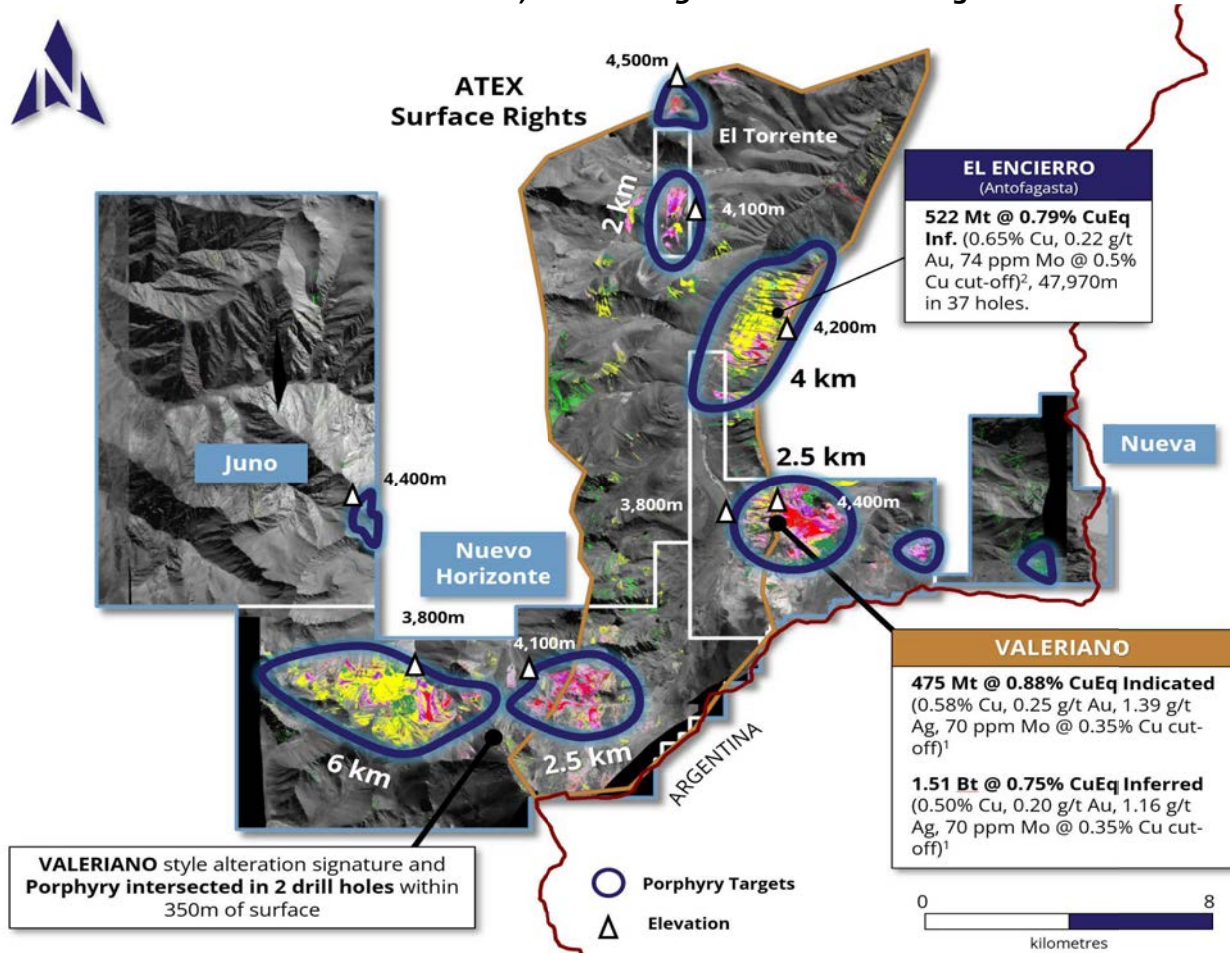 N
4,500m
ATEX
Surface Rights
El Torrente
2 km
4,100m
EL ENCIERRO
(Antofagasta)
522 Mt @ 0.79% CuEq
Inf. (0.65% Cu, 0.22 g/t
Au, 74 ppm Mo @ 0.5%
Cu cut-off)², 47,970m
in 37 holes.
4,200m
4 km
Juno
4,400m
2.5 km
Nueva
3,800m
4,400m
Nuevo
Horizonte
3,800m
4,100m
6 km
2.5 km
ARGENTINA
VALERIANO
475 Mt @ 0.88% CuEq Indicated
(0.58% Cu, 0.25 g/t Au, 1.39 g/t
Ag, 70 ppm Mo @ 0.35% Cu cut-
off)¹
1.51 Bt @ 0.75% CuEq Inferred
(0.50% Cu, 0.20 g/t Au, 1.16 g/t
Ag, 70 ppm Mo @ 0.35% Cu cut-
off)¹
VALERIANO style alteration signature and
Porphyry intersected in 2 drill holes within
350m of surface
Porphyry Targets
Elevation
0 8
kilometres